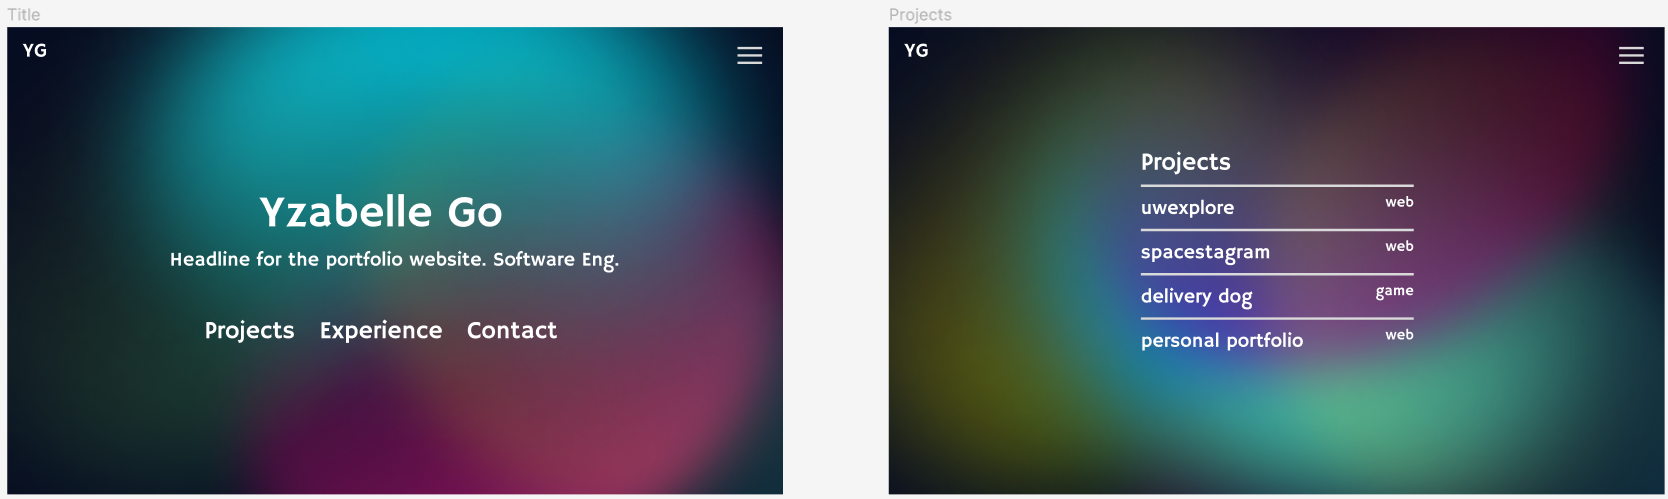 Title
YG
Yzabelle Go
Headline for the portfolio website. Software Eng.
Projects Experience Contact
Projects
YG
Projects
uwexplore web
spacestagram web
delivery dog game
personal portfolio web